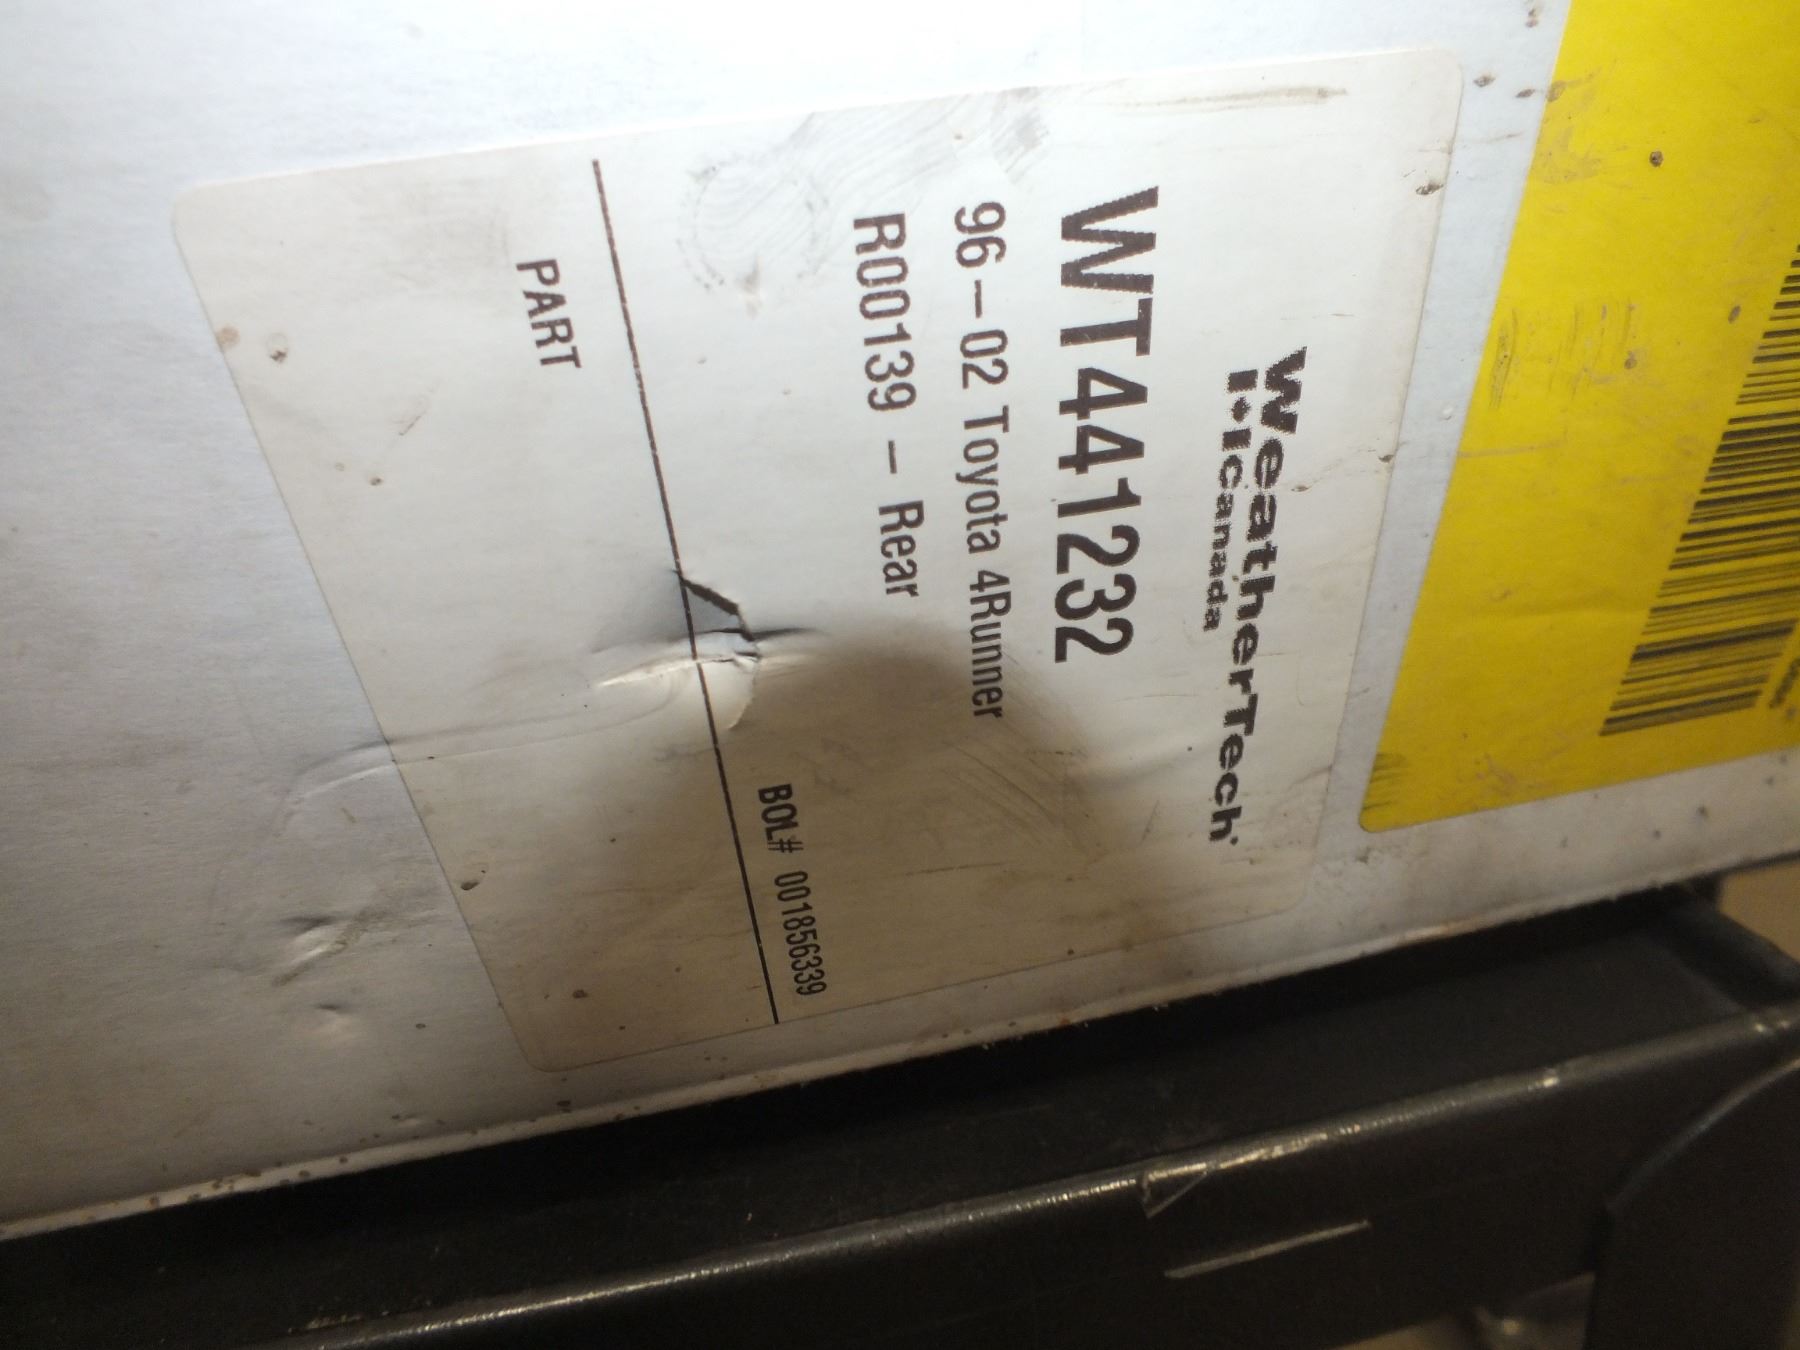 WeatherTech
Canada
WT441232
96-02 Toyota 4Runner
R00139 - Rear
BOL# 001856339
PART